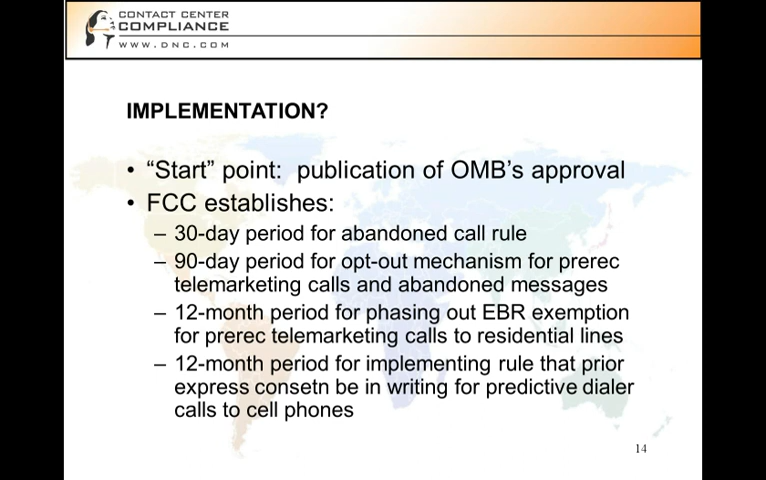 CONTACT CENTER
COMPLIANCE
WWW.DNC.COM
IMPLEMENTATION?
• “Start” point: publication of OMB’s approval
• FCC establishes:
– 30-day period for abandoned call rule
– 90-day period for opt-out mechanism for prerec
telemarketing calls and abandoned messages
– 12-month period for phasing out EBR exemption
for prerec telemarketing calls to residential lines
– 12-month period for implementing rule that prior
express consetn be in writing for predictive dialer
calls to cell phones
14